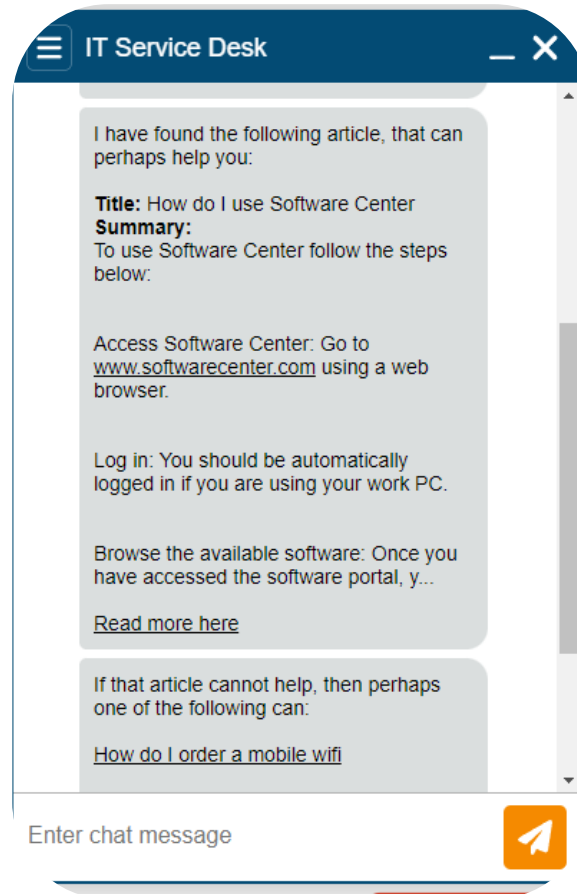 IT Service Desk
I have found the following article, that can
perhaps help you:
Title: How do I use Software Center
Summary:
To use Software Center follow the steps
below:
Access Software Center: Go to
www.softwarecenter.com using a web
browser.
Log in: You should be automatically
logged in if you are using your work PC.
Browse the available software: Once you
have accessed the software portal, y...
Read more here
If that article cannot help, then perhaps
one of the following can:
How do I order a mobile wifi
Enter chat message